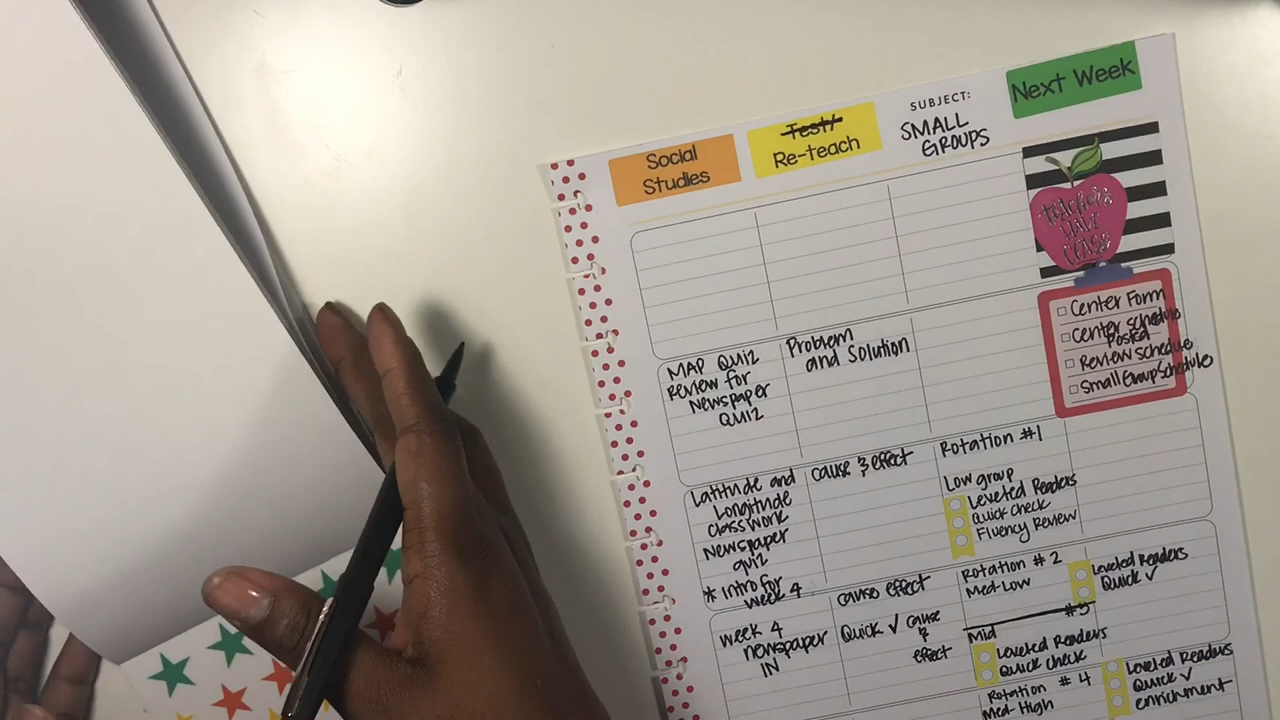 Social
Studies
Test/
Re-teach
SUBJECT:
SMALL
GROUPS
Next Week
teachers
HAVE
CLASS
Center Form
Center schedule
Posted
Review schedule
Small Group Schedule
MAP QUIZ
Review for
Newspaper
QUIZ
Problem
and Solution
Latitude and
Longitude
classwork
newspaper
quiz
* Intro for
week 4
cause & effect
Rotation #1
Low group
Leveled Readers
Quick check
Fluency Review
week 4
newspaper
IN
cause effect
Quick ✓ cause
&
effect
Rotation # 2
Med-Low
Leveled Readers
Quick ✓
#3
Mid
Leveled Readers
Quick check
Rotation # 4
Med-High
Leveled Readers
Quick ✓
enrichment